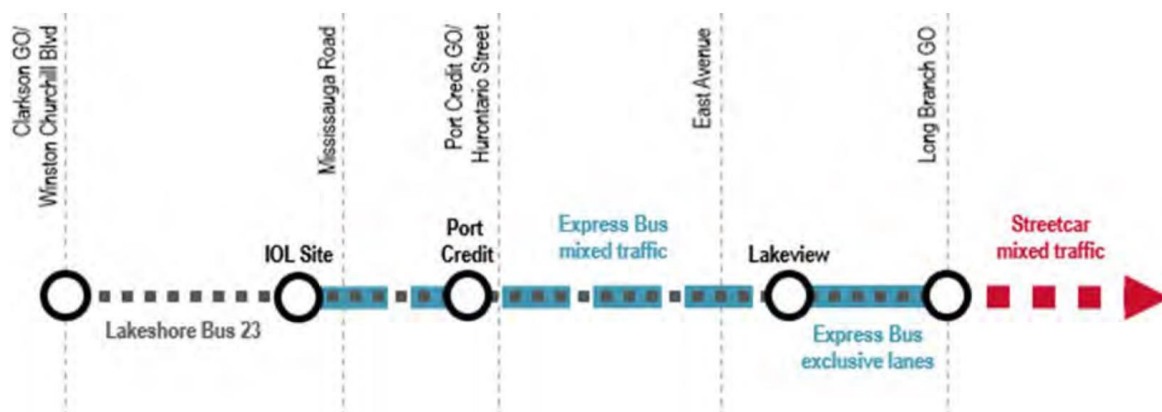 Clarkson GO/
Winston Churchill Blvd
Mississauga Road
Port Credit GO/
Hurontario Street
East Avenue
Long Branch GO
IOL Site
Port
Credit
Express Bus
mixed traffic
Lakeview
Streetcar
mixed traffic
Lakeshore Bus 23
Express Bus
exclusive lanes